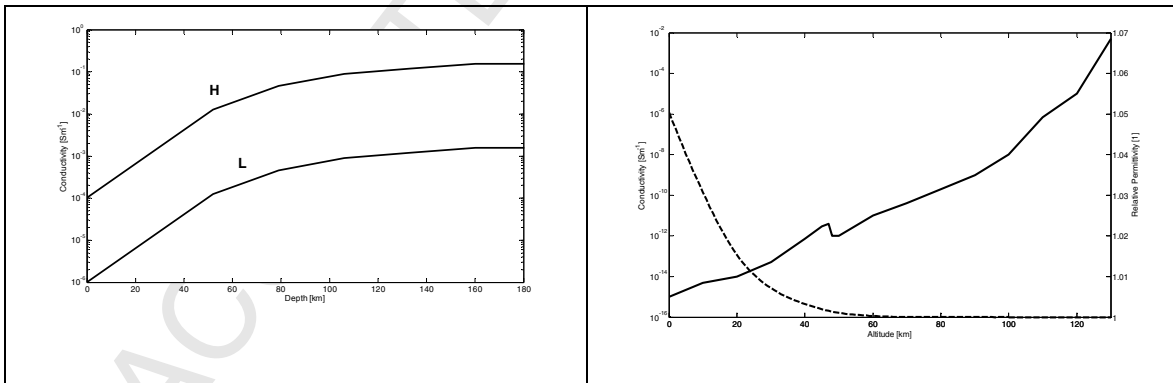 10^0
10^-1
10^-2
10^-3
10^-4
10^-5
10^-6
Conductivity [Sm^-1]
H
L
0 20 40 60 80 100 120 140 160 180
Depth [km]
10^-2
10^-4
10^-6
10^-8
10^-10
10^-12
10^-14
10^-16
Conductivity [Sm^-1]
0 20 40 60 80 100 120
Altitude [km]
1.07
1.06
1.05
1.04
1.03
1.02
1.01
1
Relative Permittivity [1]